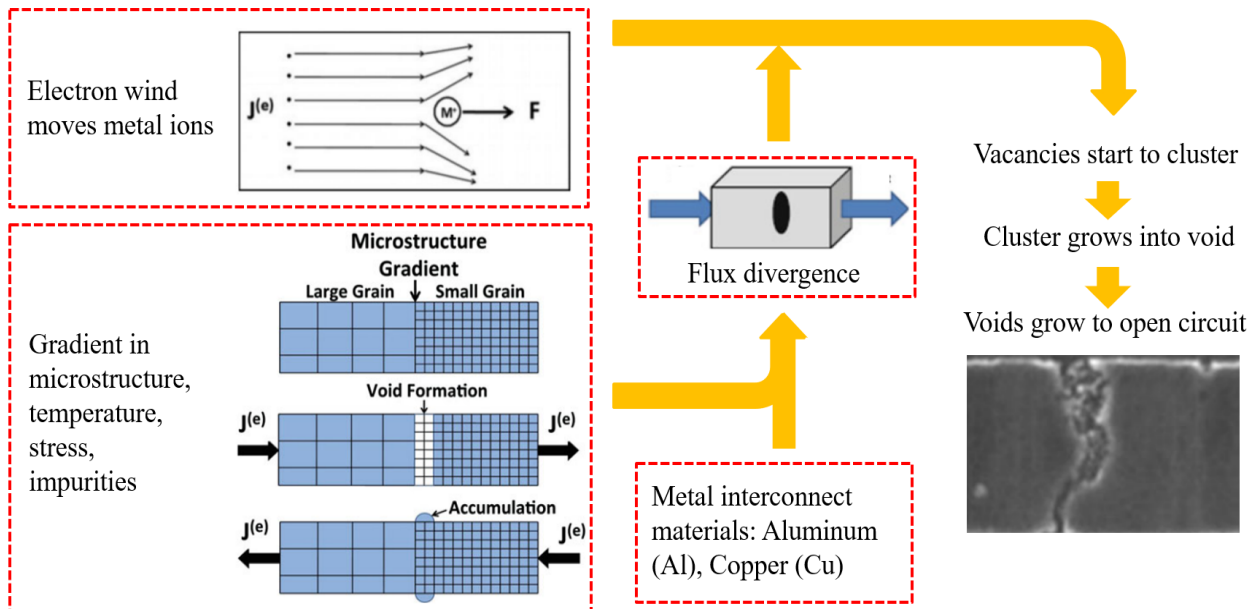 Electron wind
moves metal ions
J(e)
M+
F
Gradient in
microstructure,
temperature,
stress,
impurities
Microstructure
Gradient
Large Grain
Small Grain
Void Formation
J(e)
J(e)
Accumulation
J(e)
J(e)
Flux divergence
Metal interconnect
materials: Aluminum
(Al), Copper (Cu)
Vacancies start to cluster
Cluster grows into void
Voids grow to open circuit